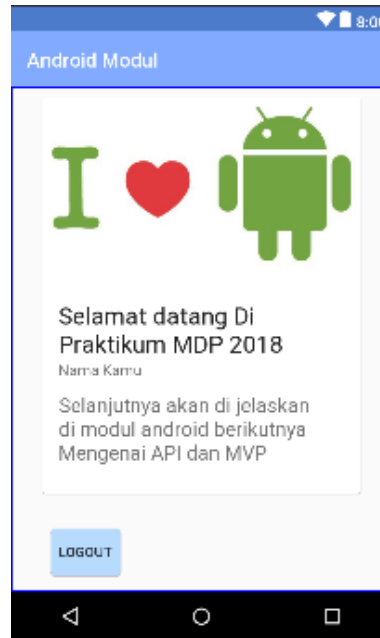 8:00
Android Modul
I
Selamat datang Di
Praktikum MDP 2018
Nama Kamu
Selanjutnya akan di jelaskan
di modul android berikutnya
Mengenai API dan MVP
LOGOUT